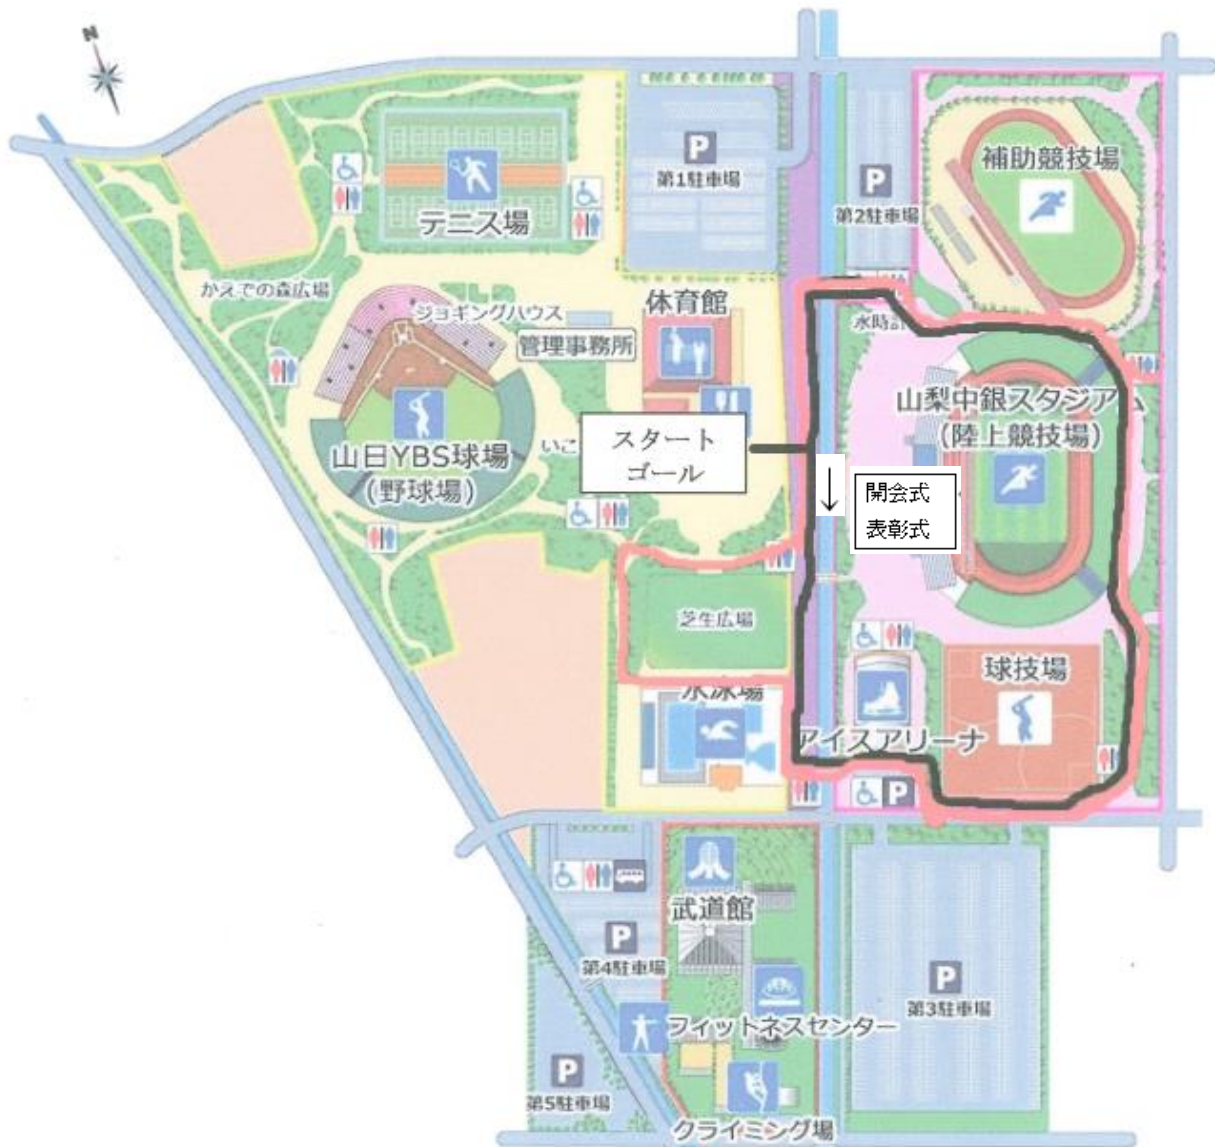 N
補助競技場
P
第1駐車場
P
第2駐車場
テニス場
かえでの森広場
ジョギングハウス
体育館
管理事務所
水時計
山梨中銀スタジアム
(陸上競技場)
スタート
ゴール
山日YBS球場
(野球場)
いこ
↓
開会式
表彰式
芝生広場
球技場
水泳場
アイスアリーナ
P
武道館
P
第4駐車場
P
第3駐車場
フィットネスセンター
P
第5駐車場
クライミング場